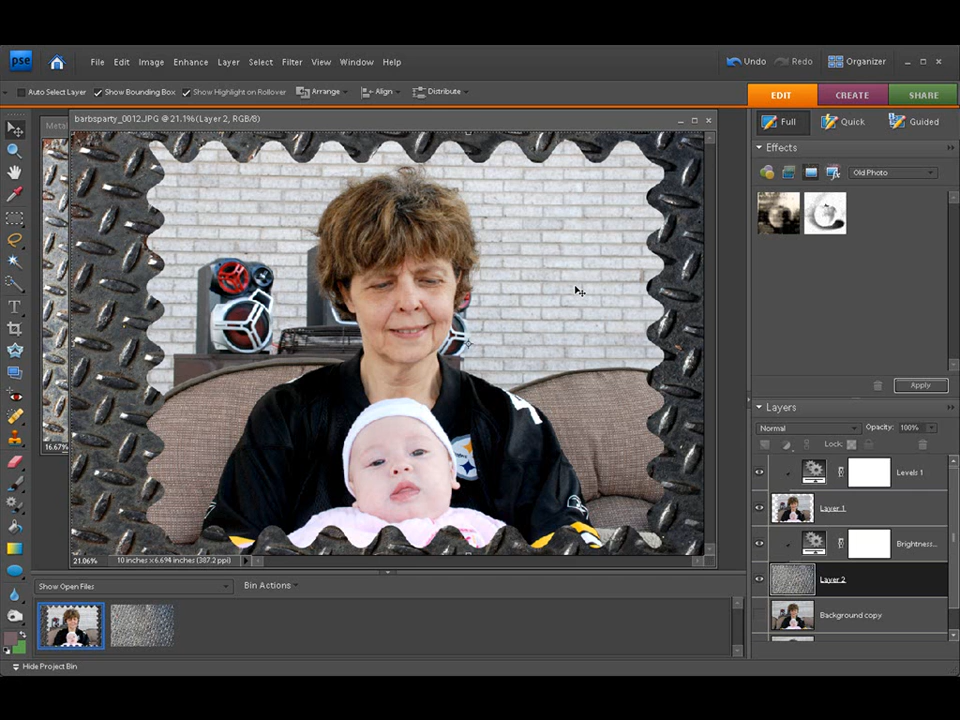 pse File Edit Image Enhance Layer Select Filter View Window Help Undo Redo Organizer
Auto Select Layer Show Bounding Box Show Highlight on Rollover Arrange Align Distribute
EDIT CREATE SHARE
barbsparty_0012.JPG @ 21.1%(Layer 2, RGB/8)
Metal
Full Quick Guided
Effects
Old Photo
Apply
Layers
Normal Opacity: 100%
Lock:
16.67%
Levels 1
Layer 1
Brightness...
Layer 2
Background copy
21.06% 10 inches x 6.694 inches (387.2 ppi)
Show Open Files Bin Actions
Hide Project Bin